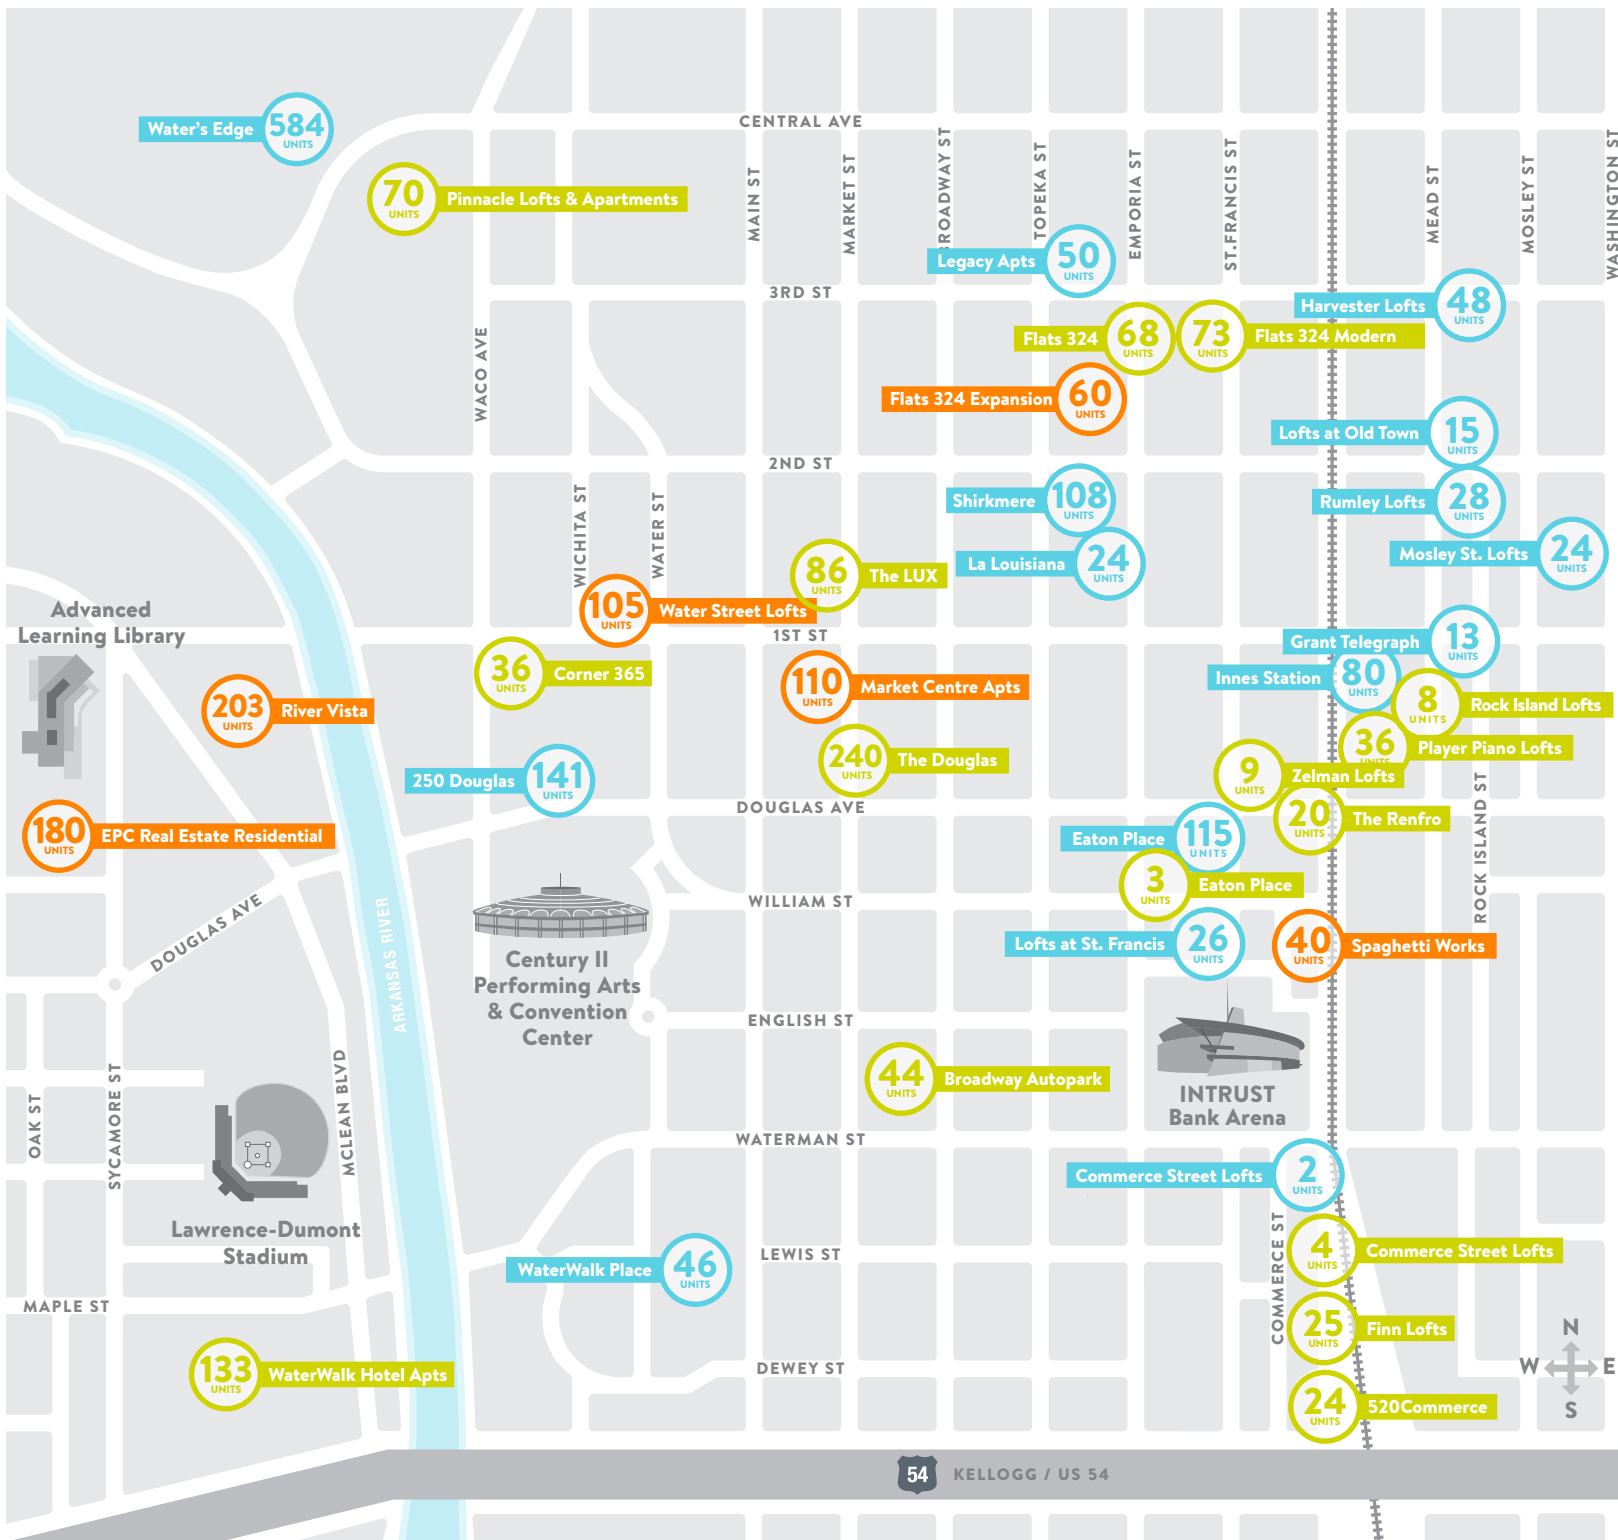 CENTRAL AVE
Water's Edge
584
UNITS
70
UNITS
Pinnacle Lofts & Apartments
MAIN ST
MARKET ST
BROADWAY ST
TOPEKA ST
EMPORIA ST
ST.FRANCIS ST
MEAD ST
MOSLEY ST
WASHINGTON ST
Legacy Apts
50
UNITS
3RD ST
Harvester Lofts
48
UNITS
Flats 324
68
UNITS
73
UNITS
Flats 324 Modern
WACO AVE
Flats 324 Expansion
60
UNITS
Lofts at Old Town
15
UNITS
2ND ST
Shirkmere
108
UNITS
Rumley Lofts
28
UNITS
WICHITA ST
WATER ST
Mosley St. Lofts
24
UNITS
La Louisiana
24
UNITS
86
UNITS
The LUX
105
UNITS
Water Street Lofts
Advanced
Learning Library
1ST ST
Grant Telegraph
13
UNITS
36
UNITS
Corner 365
Innes Station
80
UNITS
110
UNITS
Market Centre Apts
8
UNITS
Rock Island Lofts
203
UNITS
River Vista
36
UNITS
Player Piano Lofts
240
UNITS
The Douglas
9
UNITS
Zelman Lofts
250 Douglas
141
UNITS
DOUGLAS AVE
20
UNITS
The Renfro
ROCK ISLAND ST
180
UNITS
EPC Real Estate Residential
Eaton Place
115
UNITS
3
UNITS
Eaton Place
WILLIAM ST
DOUGLAS AVE
ARKANSAS RIVER
Lofts at St. Francis
26
UNITS
40
UNITS
Spaghetti Works
Century II
Performing Arts
& Convention
Center
ENGLISH ST
44
UNITS
Broadway Autopark
INTRUST
Bank Arena
OAK ST
SYCAMORE ST
MCLEAN BLVD
WATERMAN ST
Commerce Street Lofts
2
UNITS
Lawrence-Dumont
Stadium
COMMERCE ST
4
UNITS
Commerce Street Lofts
LEWIS ST
WaterWalk Place
46
UNITS
MAPLE ST
25
UNITS
Finn Lofts
133
UNITS
WaterWalk Hotel Apts
DEWEY ST
24
UNITS
520Commerce
N
W E
S
54
KELLOGG / US 54